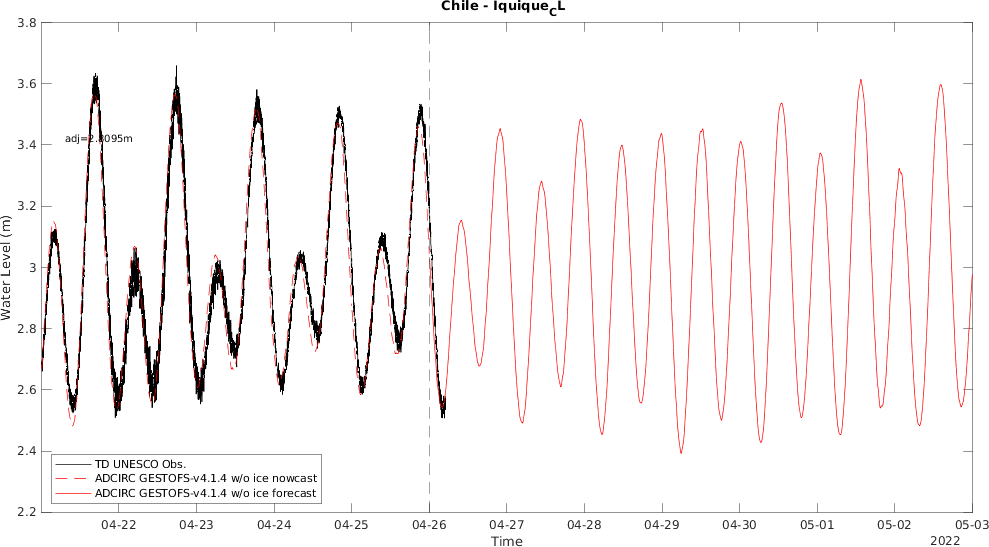 Chile - Iquique_CL
3.8
3.6
3.4
3.2
3
2.8
2.6
2.4
2.2
Water Level (m)
adj=2.8095m
TD UNESCO Obs.
ADCIRC GESTOFS-v4.1.4 w/o ice nowcast
ADCIRC GESTOFS-v4.1.4 w/o ice forecast
04-22 04-23 04-24 04-25 04-26 04-27 04-28 04-29 04-30 05-01 05-02 05-03
Time
2022